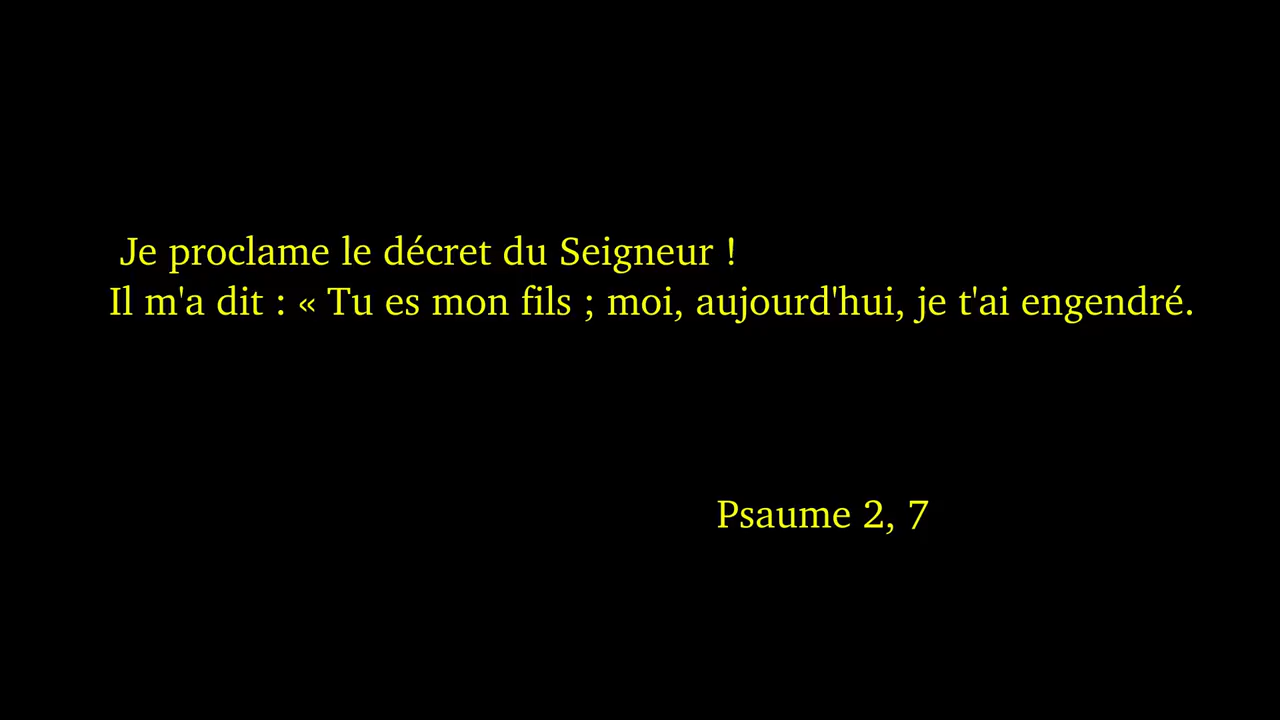 Je proclame le décret du Seigneur !
Il m'a dit : « Tu es mon fils ; moi, aujourd'hui, je t'ai engendré.
Psaume 2, 7